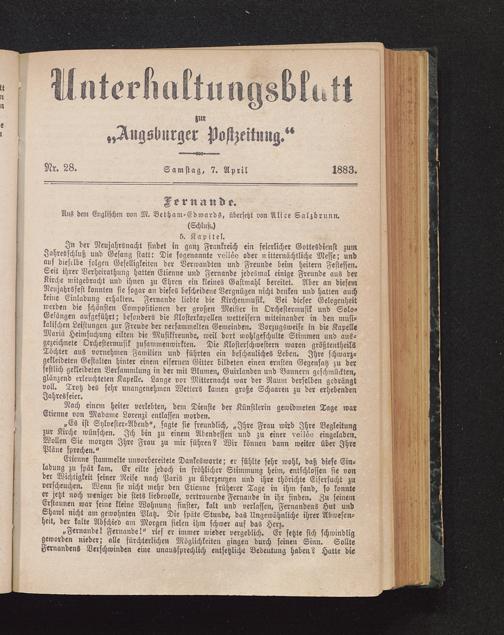 Unterhaltungsblatt
zur
„Augsburger Postzeitung.“
Nr. 28. Samstag, 7. April 1883.
Fernande.
Aus dem Englischen von M. Betham-Edwards, übersetzt von Alice Salzbrunn.
(Schluß.)
5. Kapitel.
In der Neujahrsnacht findet in ganz Frankreich ein feierlicher Gottesdienst zum
Jahresschluß und Gesang statt: Die sogenannte veillée oder mitternächtliche Messe; und
auf dieselbe folgen Geselligkeiten der Verwandten und Freunde beim heitern Festessen.
Seit ihrer Verheirathung hatten Etienne und Fernande jedesmal einige Freunde aus der
Kirche mitgebracht und ihnen zu Ehren ein kleines Gastmahl bereitet. Aber an diesem
Neujahrsfest konnten sie sogar an dieses bescheidene Vergnügen nicht denken und hatten auch
keine Einladung erhalten. Fernande liebte die Kirchenmusik. Bei dieser Gelegenheit
werden die schönsten Compositionen der großen Meister in Orchestermusik und Solo-
Gesängen aufgeführt; besonders die Klosterkapellen wetteifern miteinander in den musi-
kalischen Leistungen zur Freude der versammelten Gemeinden. Vorzugsweise in die Kapelle
Mariä Heimsuchung eilten die Musikfreunde, weil dort wohlgeschulte Stimmen und aus-
gezeichnete Orchestermusik zusammenwirkten. Die Klosterschwestern waren größtentheils
Töchter aus vornehmen Familien und führten ein beschauliches Leben. Ihre schwarz-
gekleideten Gestalten hinter einem eisernen Gitter bildeten einen ernsten Gegensatz zu der
festlich gekleideten Versammlung in der mit Blumen, Guirlanden und Bannern geschmückten,
glänzend erleuchteten Kapelle. Lange vor Mitternacht war der Raum derselben gedrängt
voll. Trotz des sehr unangenehmen Wetters kamen große Schaaren zu der erhebenden
Jahresfeier.
Nach einem heiter verlebten, dem Dienste der Künstlerin gewidmeten Tage war
Etienne von Madame Lorenzi entlassen worden.
„Es ist Sylvester-Abend“, sagte sie freundlich, „Ihre Frau wird Ihre Begleitung
zur Kirche wünschen. Ich bin zu einem Abendessen und zu einer veillée eingeladen.
Wollen Sie morgen Ihre Frau zu mir führen? Wir können dann weiter über Ihre
Pläne sprechen.“
Etienne stammelte unvorbereitete Dankesworte; er fühlte sehr wohl, daß diese Ein-
ladung zu spät kam. Er eilte jedoch in fröhlicher Stimmung heim, entschlossen sie von
der Wichtigkeit seiner Reise nach Paris zu überzeugen und ihre thörichte Eifersucht zu
verscheuchen. Wenn sie nicht mehr den Etienne früherer Tage in ihm fand, so konnte
er jetzt noch weniger die stets liebevolle, vertrauende Fernande in ihr finden. Zu seinem
Erstaunen war seine kleine Wohnung finster, kalt und verlassen, Fernandens Hut und
Shawl nicht am gewohnten Platz. Die späte Stunde, das Ungewöhnliche ihrer Abwesen-
heit, der kalte Abschied am Morgen fielen ihm schwer auf das Herz.
„Fernande! Fernande!“ rief er immer wieder vergeblich. Er setzte sich schwindlig
geworden nieder; alle fürchterlichen Möglichkeiten gingen durch seinen Sinn. Sollte
Fernandens Verschwinden eine unaussprechlich entsetzliche Bedeutung haben? Hatte die